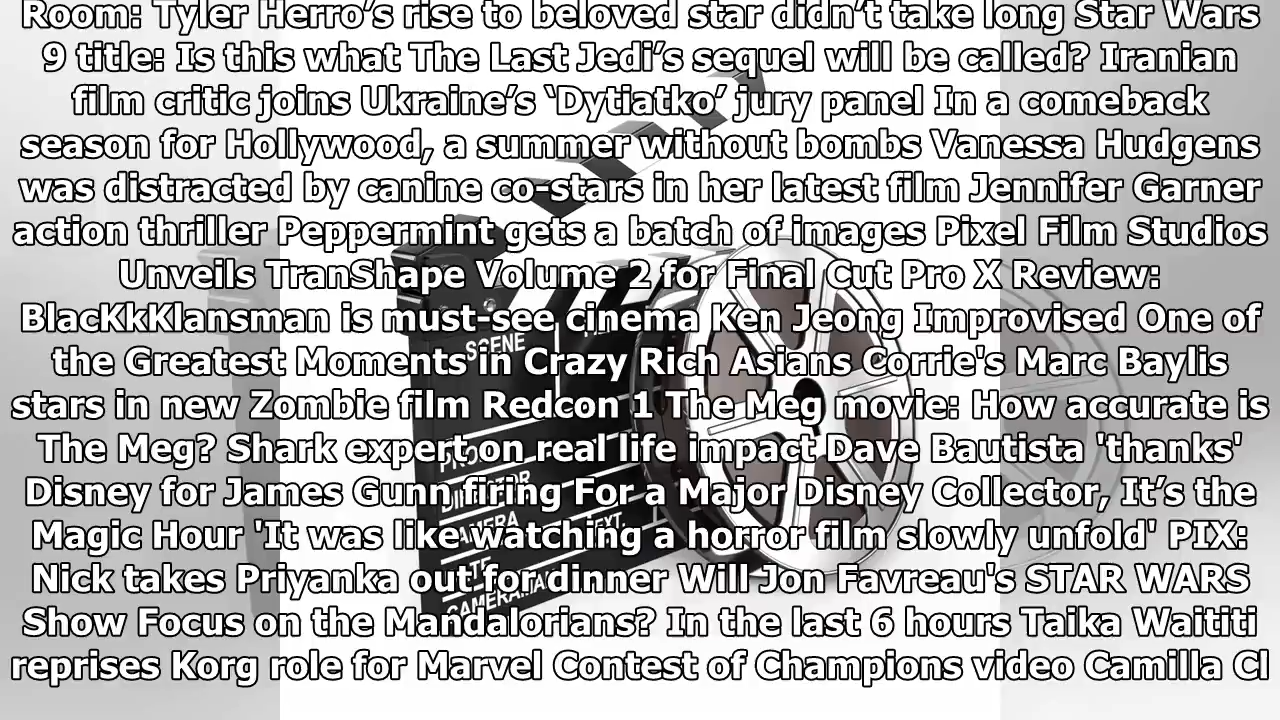 Room: Tyler Herro’s rise to beloved star didn’t take long Star Wars
9 title: Is this what The Last Jedi’s sequel will be called? Iranian
film critic joins Ukraine’s ‘Dytiatko’ jury panel In a comeback
season for Hollywood, a summer without bombs Vanessa Hudgens
was distracted by canine co-stars in her latest film Jennifer Garner
action thriller Peppermint gets a batch of images Pixel Film Studios
Unveils TranShape Volume 2 for Final Cut Pro X Review:
BlacKkKlansman is must-see cinema Ken Jeong Improvised One of
the Greatest Moments in Crazy Rich Asians Corrie's Marc Baylis
stars in new Zombie film Redcon 1 The Meg movie: How accurate is
The Meg? Shark expert on real life impact Dave Bautista 'thanks'
Disney for James Gunn firing For a Major Disney Collector, It’s the
Magic Hour 'It was like watching a horror film slowly unfold' PIX:
Nick takes Priyanka out for dinner Will Jon Favreau's STAR WARS
Show Focus on the Mandalorians? In the last 6 hours Taika Waititi
reprises Korg role for Marvel Contest of Champions video Camilla Cl
SCENE
DIRECTOR
CAMERA
EXT.